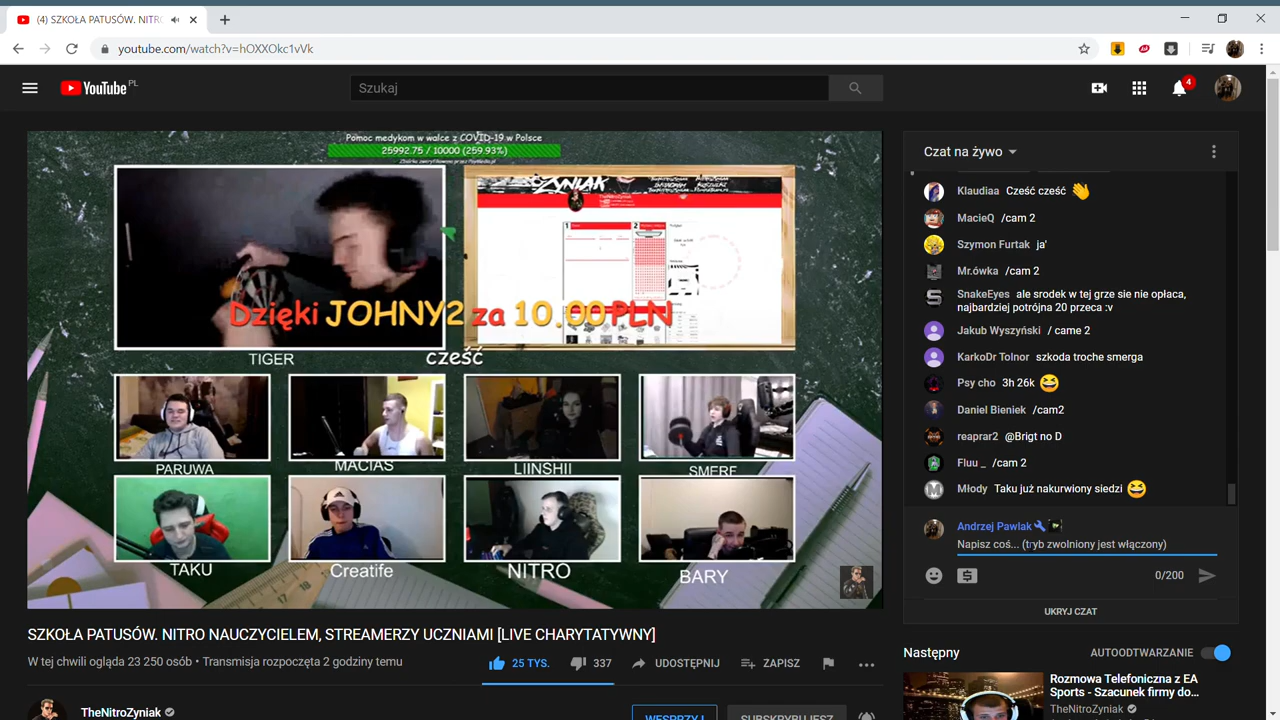 (4) SZKOŁA PATUSÓW. NITR
youtube.com/watch?v=hOXXOkc1vVk
YouTube PL
Szukaj
4
Pomoc medykom w walce z COVID-19 w Polsce
25992.75 / 10000 (259.93%)
Dzięki JOHNY2 za 10.00 PLN
cześć
TIGER
PARUWA
MACIAS
LIINSHII
SMERF
TAKU
Creatife
NITRO
BARY
Czat na żywo
Klaudiaa Cześć cześć 👋
MacieQ /cam 2
Szymon Furtak ja'
Mr.ówka /cam 2
SnakeEyes ale srodek w tej grze sie nie opłaca,
najbardziej potrójna 20 przeca :v
Jakub Wyszyński / came 2
KarkoDr Tolnor szkoda troche smerga
Psy cho 3h 26k 😆
Daniel Bieniek /cam2
reaprar2 @Brigt no D
Fluu _ /cam 2
Młody Taku już nakurwiony siedzi 😆
Andrzej Pawlak
Napisz coś... (tryb zwolniony jest włączony)
0/200
UKRYJ CZAT
SZKOŁA PATUSÓW. NITRO NAUCZYCIELEM, STREAMERZY UCZNIAMI [LIVE CHARYTATYWNY]
W tej chwili ogląda 23 250 osób • Transmisja rozpoczęta 2 godziny temu
25 TYS.
337
UDOSTĘPNIJ
ZAPISZ
TheNitroZyniak
WESPRZYJ
SUBSKRYBUJESZ
Następny
AUTOODTWARZANIE
Rozmowa Telefoniczna z EA
Sports - Szacunek firmy do...
TheNitroZyniak